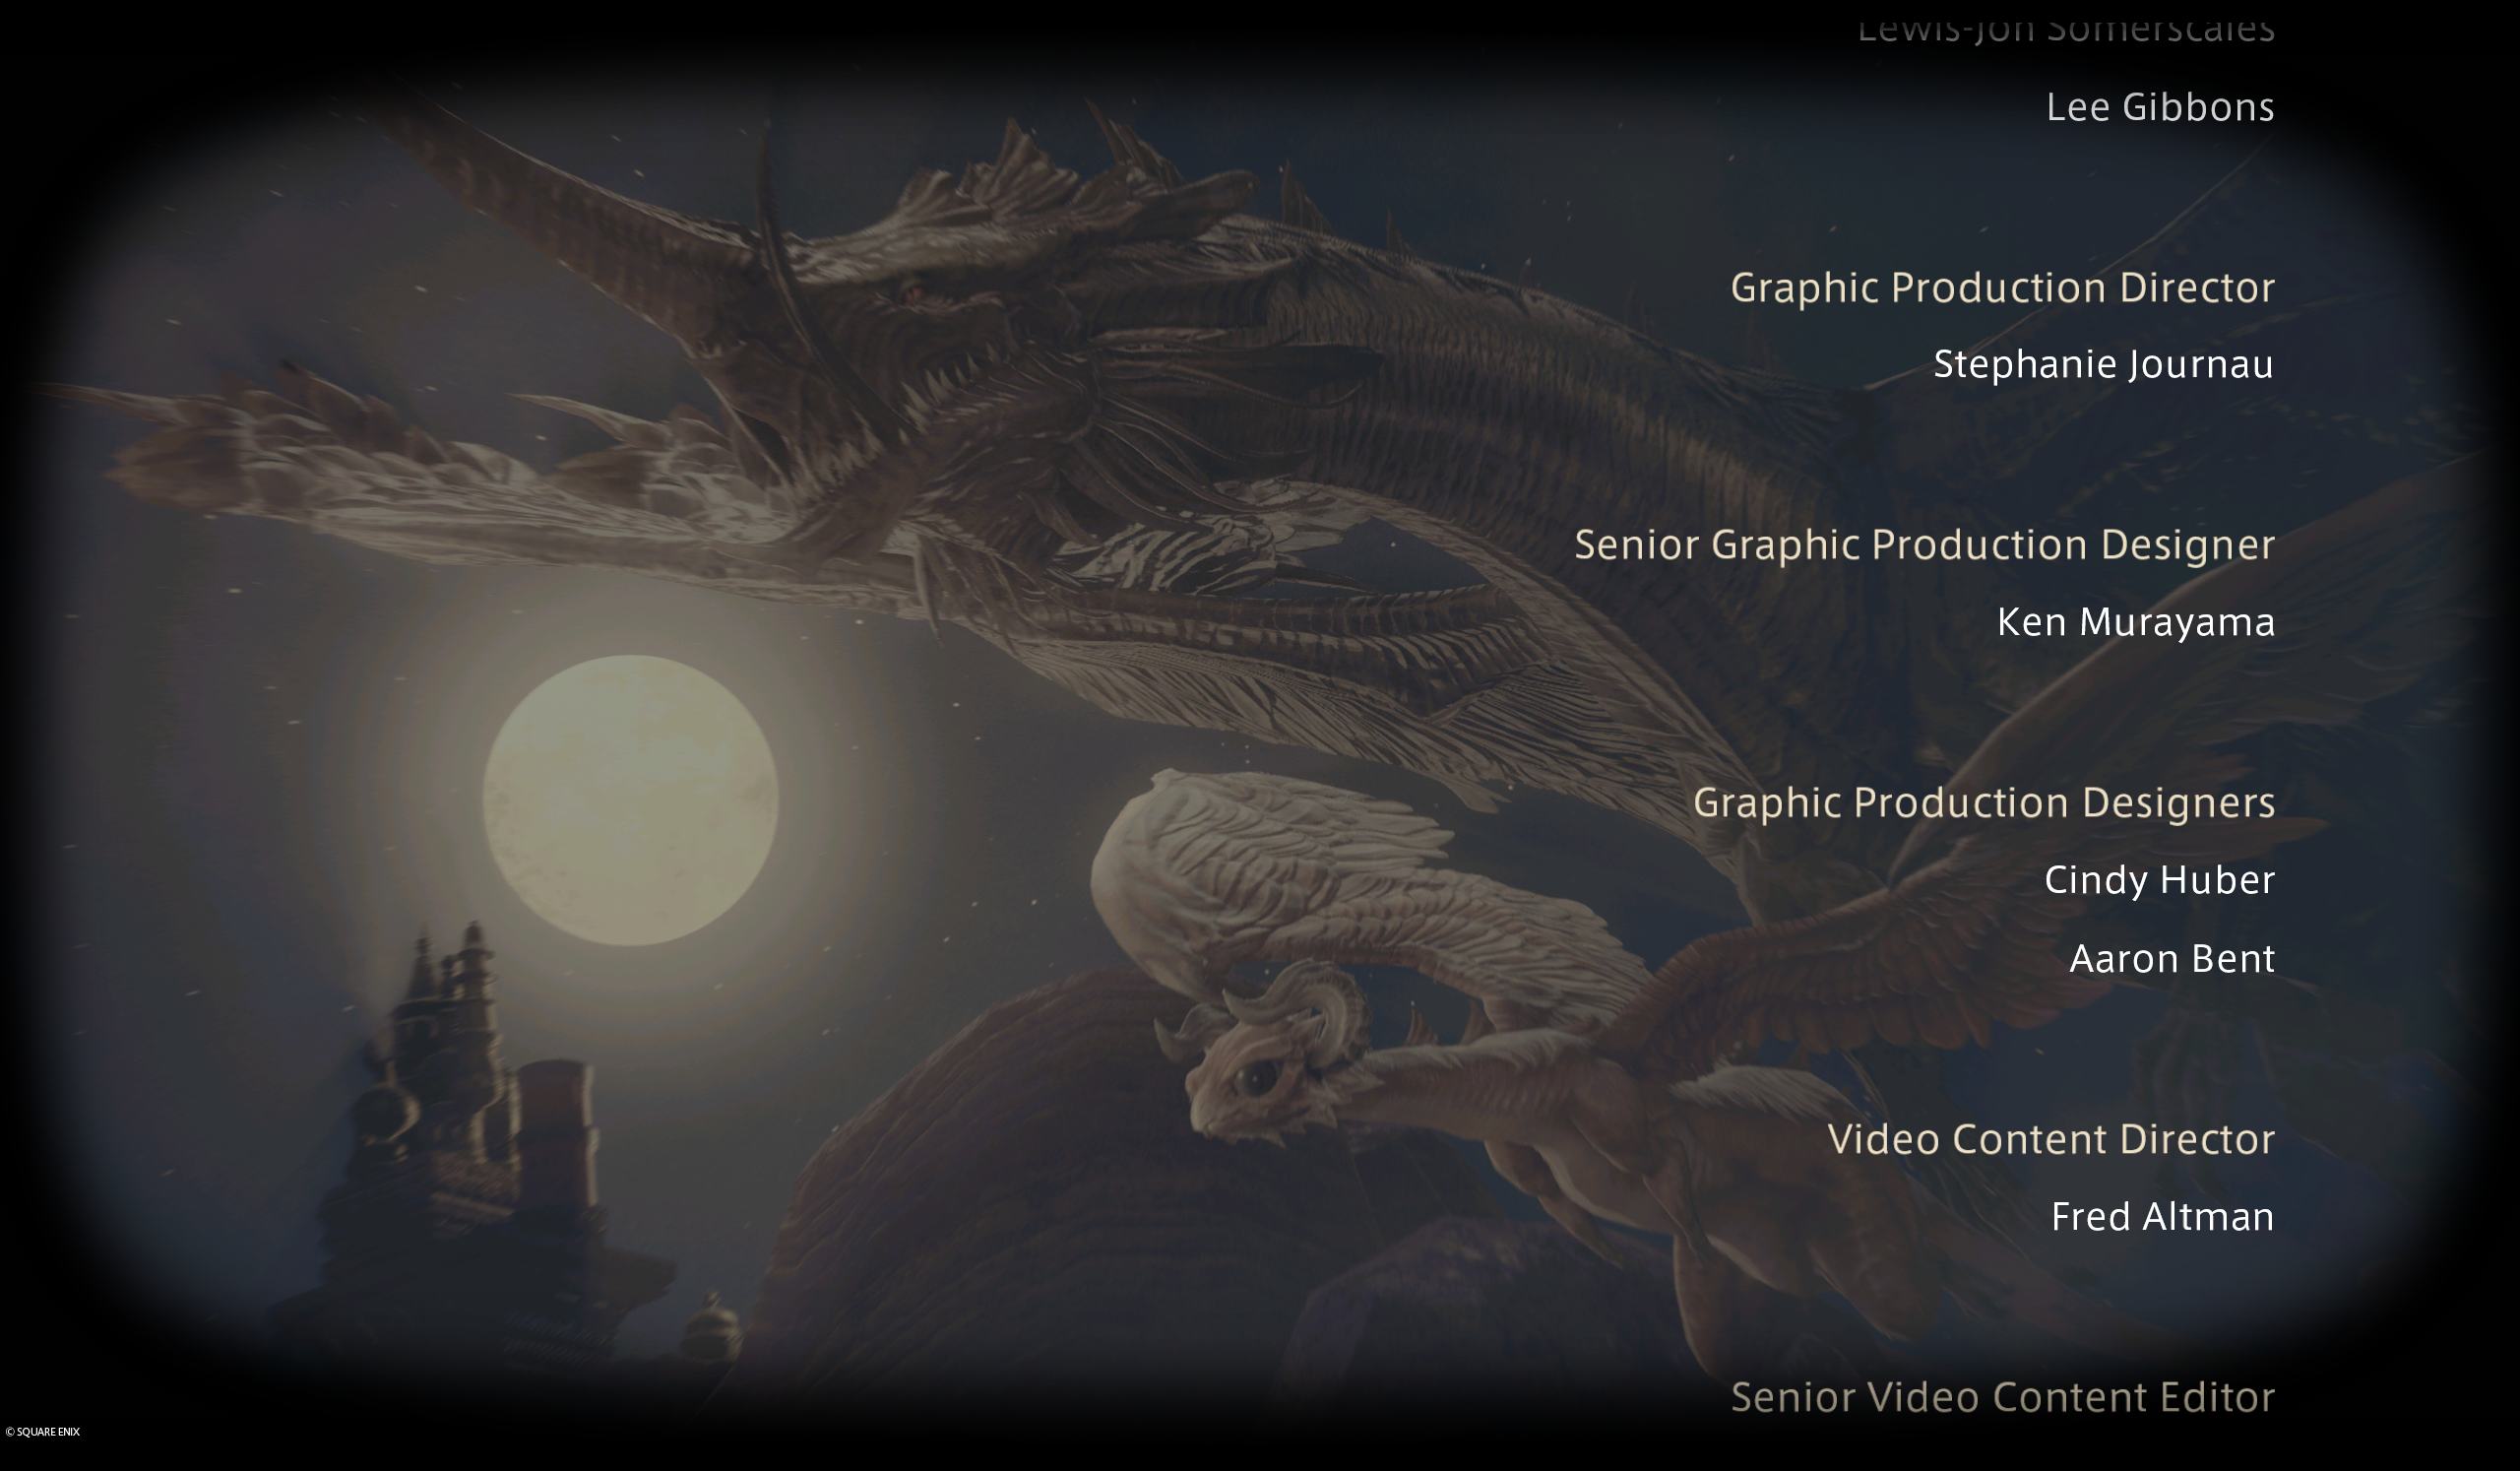 Lewis-Jon Somerscales
Lee Gibbons
Graphic Production Director
Stephanie Journau
Senior Graphic Production Designer
Ken Murayama
Graphic Production Designers
Cindy Huber
Aaron Bent
Video Content Director
Fred Altman
Senior Video Content Editor
© SQUARE ENIX